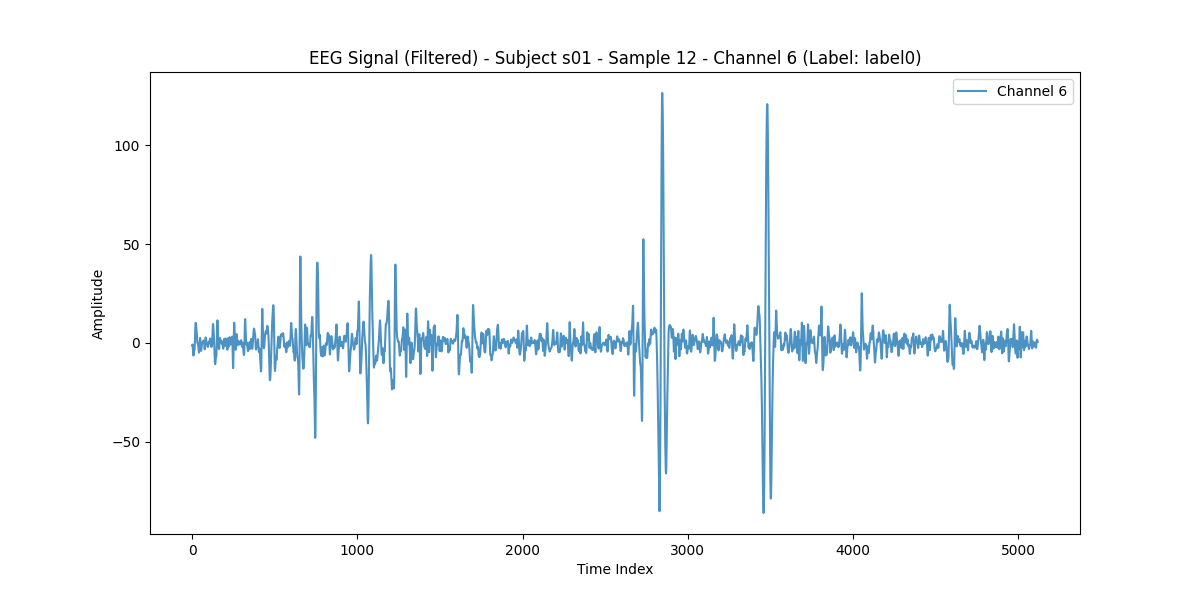 EEG Signal (Filtered) - Subject s01 - Sample 12 - Channel 6 (Label: label0)
Channel 6
100
50
0
−50
Amplitude
0 1000 2000 3000 4000 5000
Time Index